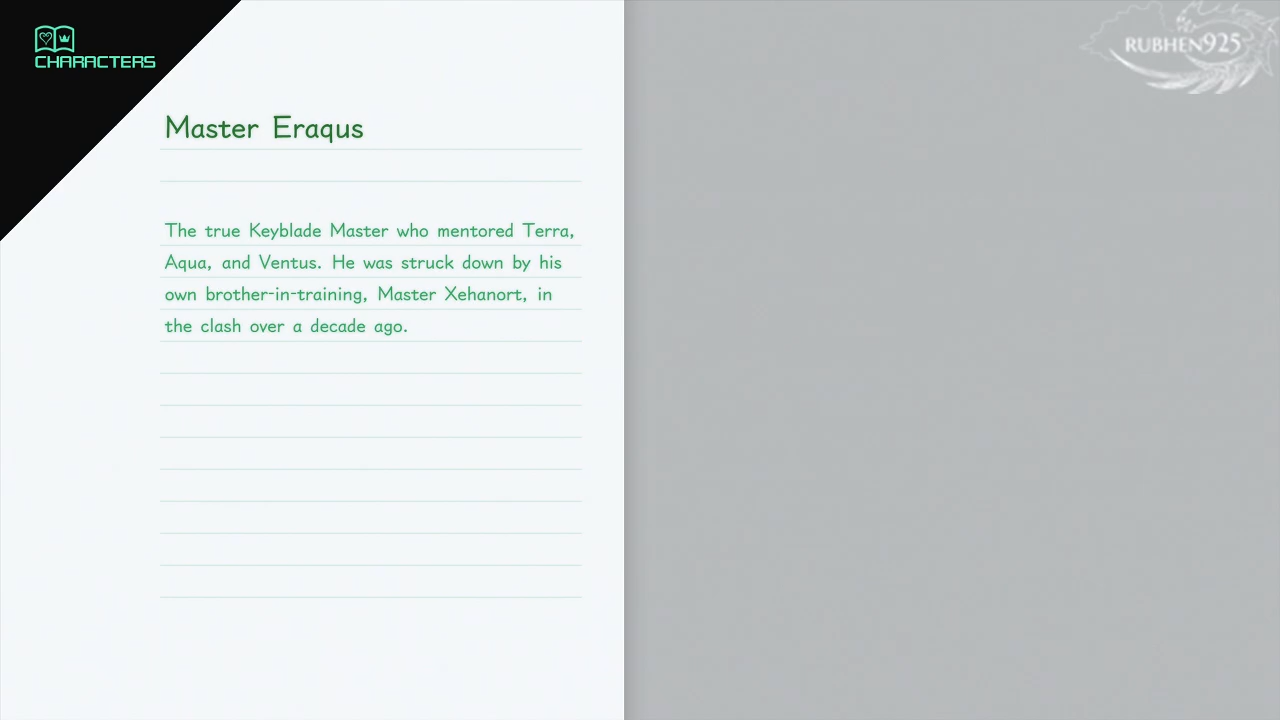 CHARACTERS
RUBHEN925
Master Eraqus
The true Keyblade Master who mentored Terra,
Aqua, and Ventus. He was struck down by his
own brother-in-training, Master Xehanort, in
the clash over a decade ago.